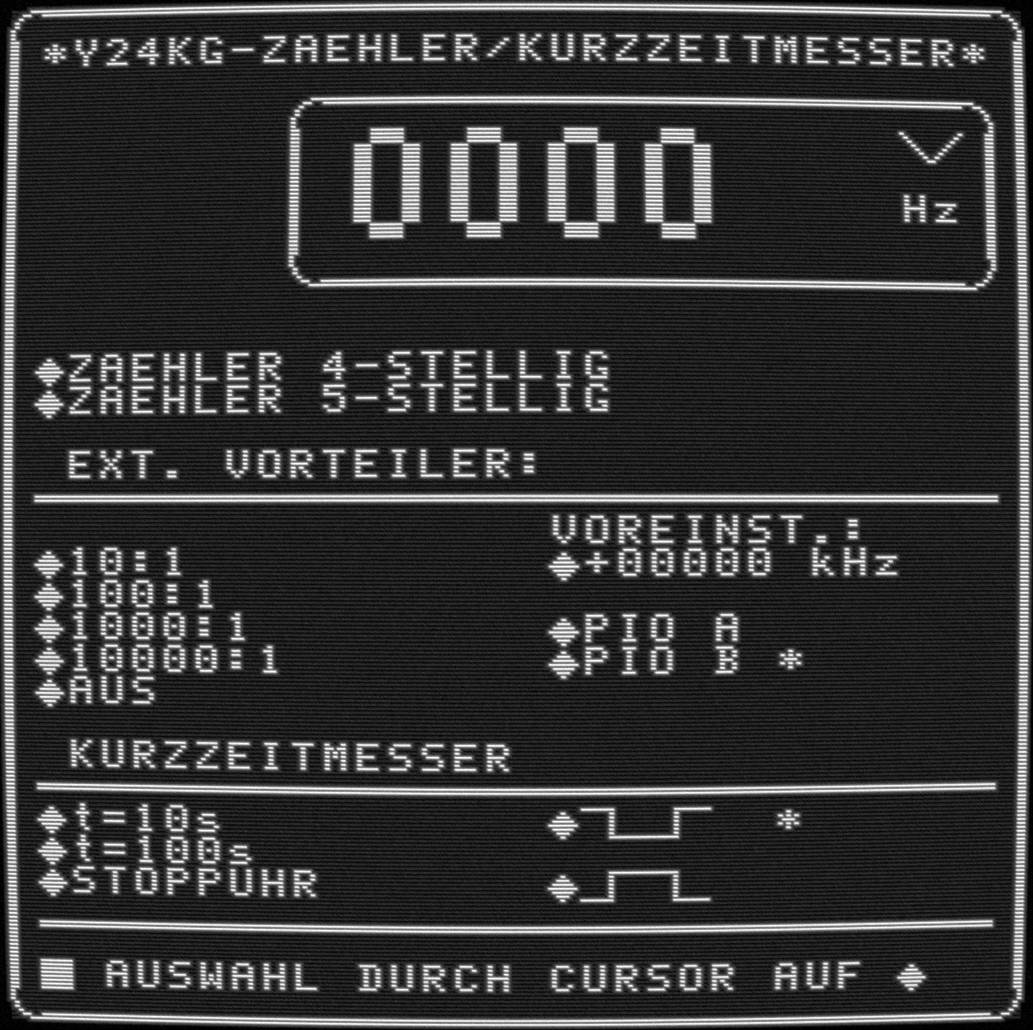 *Y24KG-ZAEHLER/KURZZEITMESSER*
0000
Hz
◆ZAEHLER 4-STELLIG
◆ZAEHLER 5-STELLIG
EXT. VORTEILER:
VOREINST.:
◆10:1 ◆+00000 kHz
◆100:1
◆1000:1 ◆PIO A
◆10000:1 ◆PIO B *
◆AUS
KURZZEITMESSER
◆t=10s ◆ *
◆t=100s
◆STOPPUHR ◆
■ AUSWAHL DURCH CURSOR AUF ◆